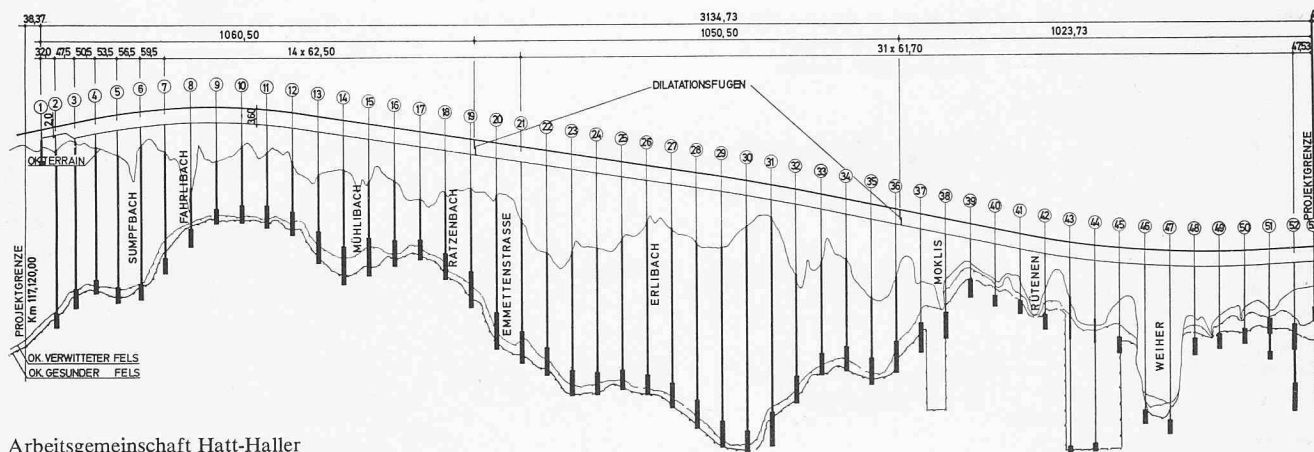 38,37
3134,73
1060,50
1050,50
1023,73
32,0 47,5 50,5 53,5 56,5 59,5
14 x 62,50
31 x 61,70
47,53
DILATATIONSFUGEN
1 2 3 4 5 6 7 8 9 10 11 12 13 14 15 16 17 18 19 20 21 22 23 24 25 26 27 28 29 30 31 32 33 34 35 36 37 38 39 40 41 42 43 44 45 46 47 48 49 50 51 52
2,0
3,60
OK.TERRAIN
PROJEKTGRENZE
Km 117,120,00
SUMPFBACH
FAHRLIBACH
MÜHLIBACH
RÄTZENBACH
EMMETTENSTRASSE
ERLIBACH
MOKLIS
RÜTENEN
WEIHER
PROJEKTGRENZE
OK. VERWITTETER FELS
OK. GESUNDER FELS
Arbeitsgemeinschaft Hatt-Haller